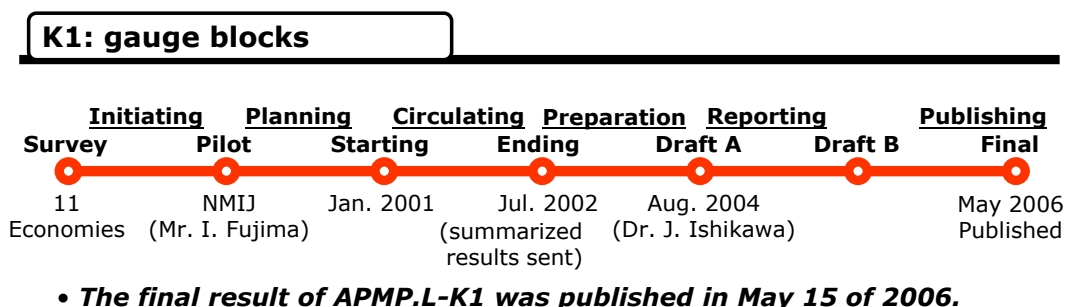 K1: gauge blocks
Initiating Planning Circulating Preparation Reporting Publishing
Survey Pilot Starting Ending Draft A Draft B Final
11 NMIJ Jan. 2001 Jul. 2002 Aug. 2004 May 2006
Economies (Mr. I. Fujima) (summarized (Dr. J. Ishikawa) Published
results sent)
• The final result of APMP.L-K1 was published in May 15 of 2006.